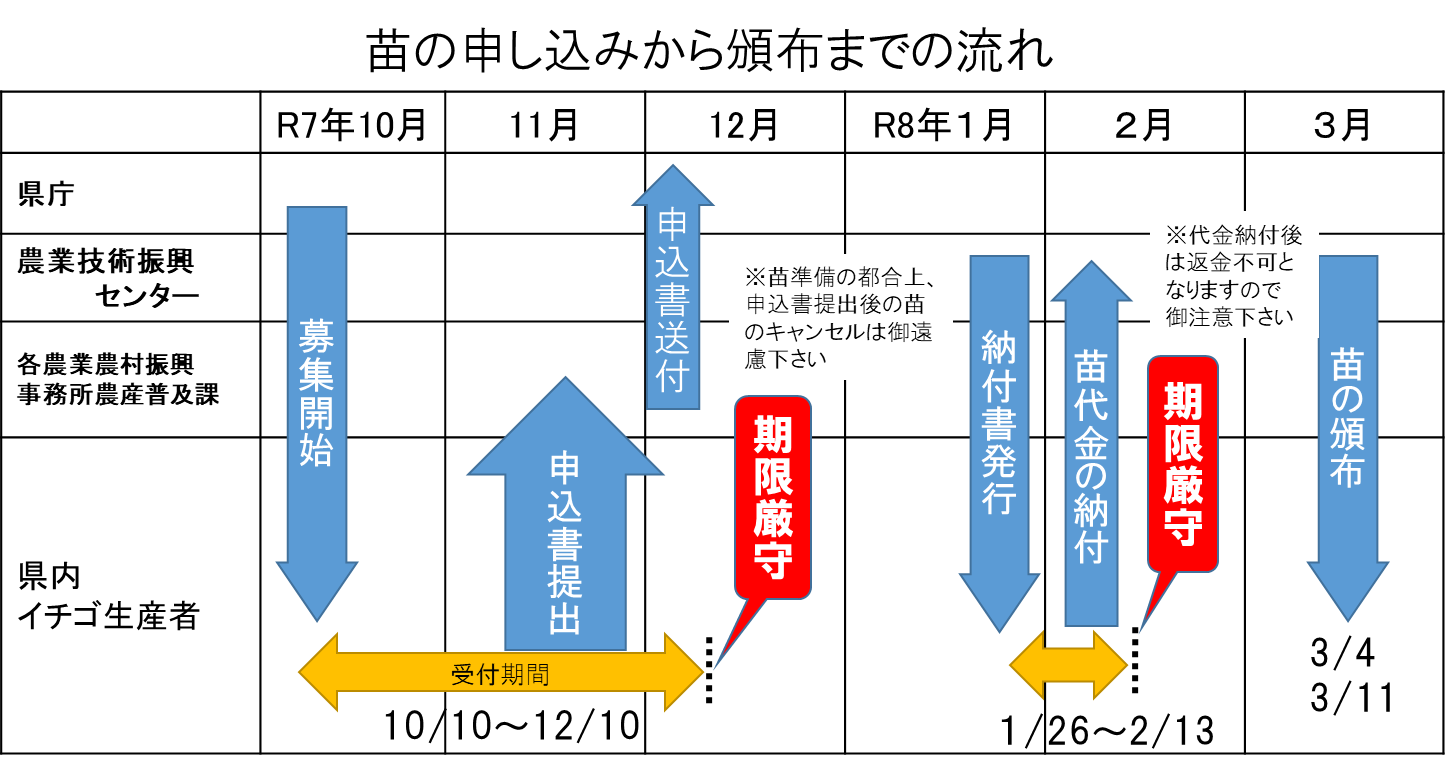 苗の申し込みから頒布までの流れ
R7年10月
11月
12月
R8年１月
２月
３月
県庁
農業技術振興
センター
各農業農村振興
事務所農産普及課
県内
イチゴ生産者
募集開始
申込書提出
申込書送付
※苗準備の都合上、
申込書提出後の苗
のキャンセルは御遠
慮下さい
期限厳守
受付期間
10/10～12/10
納付書発行
苗代金の納付
※代金納付後
は返金不可と
なりますので
御注意下さい
期限厳守
1/26～2/13
苗の頒布
3/4
3/11